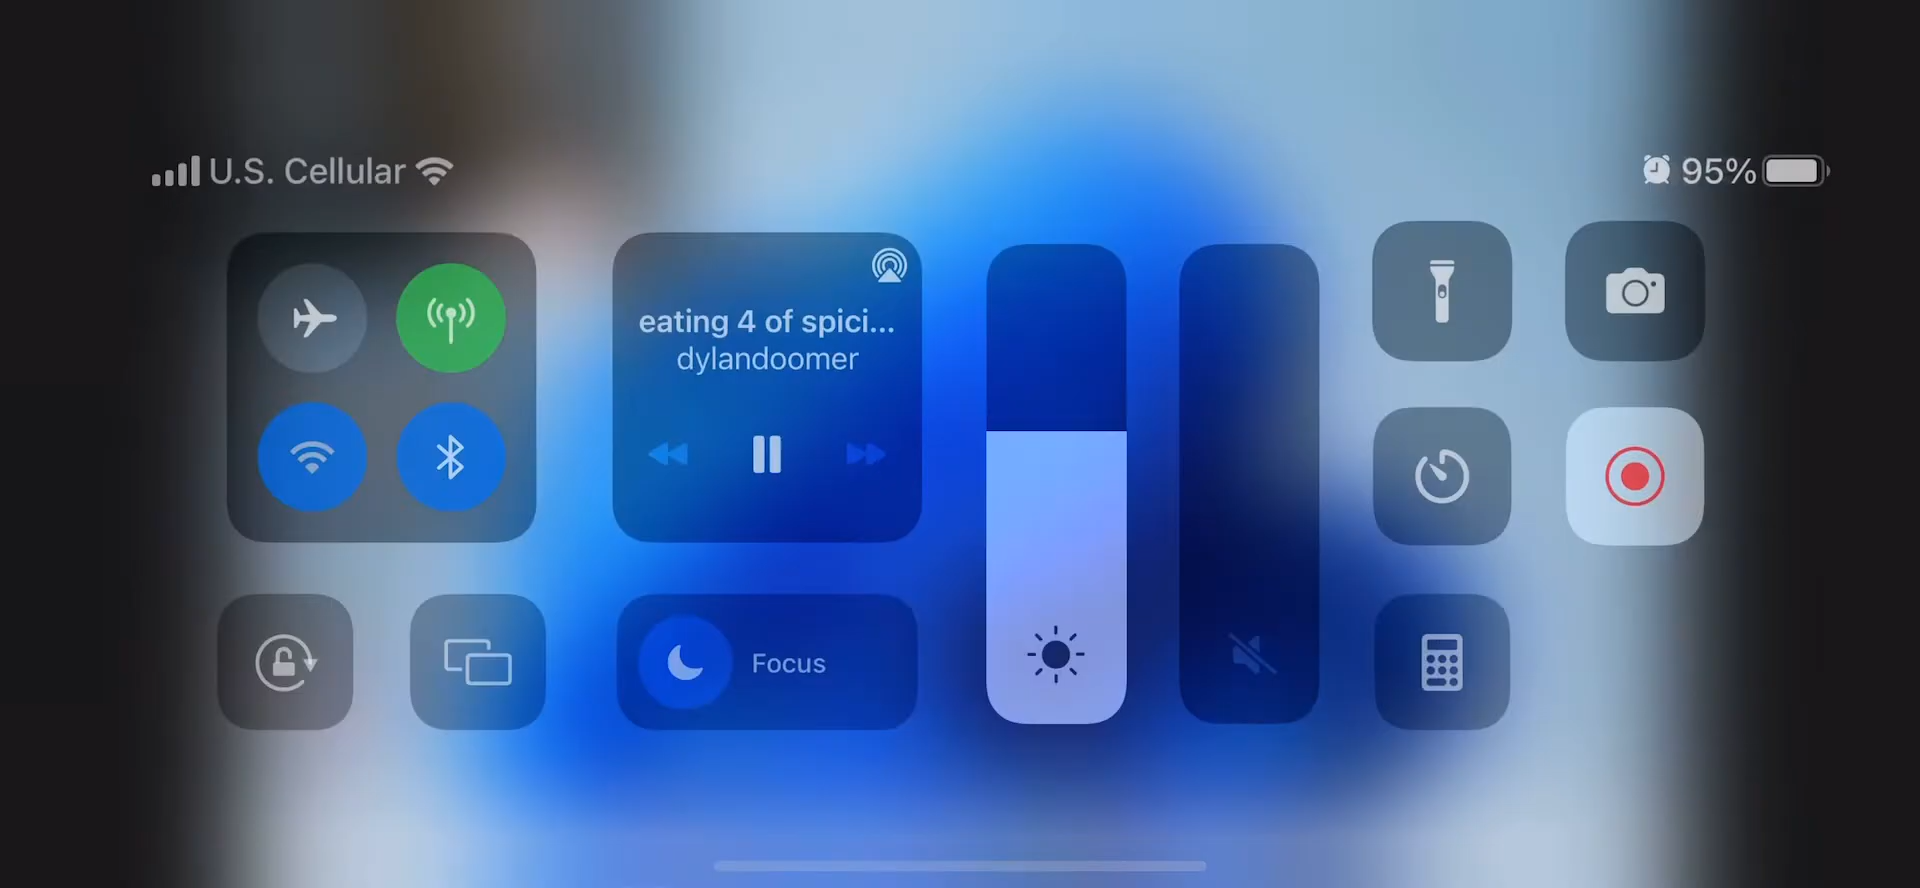 U.S. Cellular
95%
eating 4 of spici...
dylandoomer
Focus